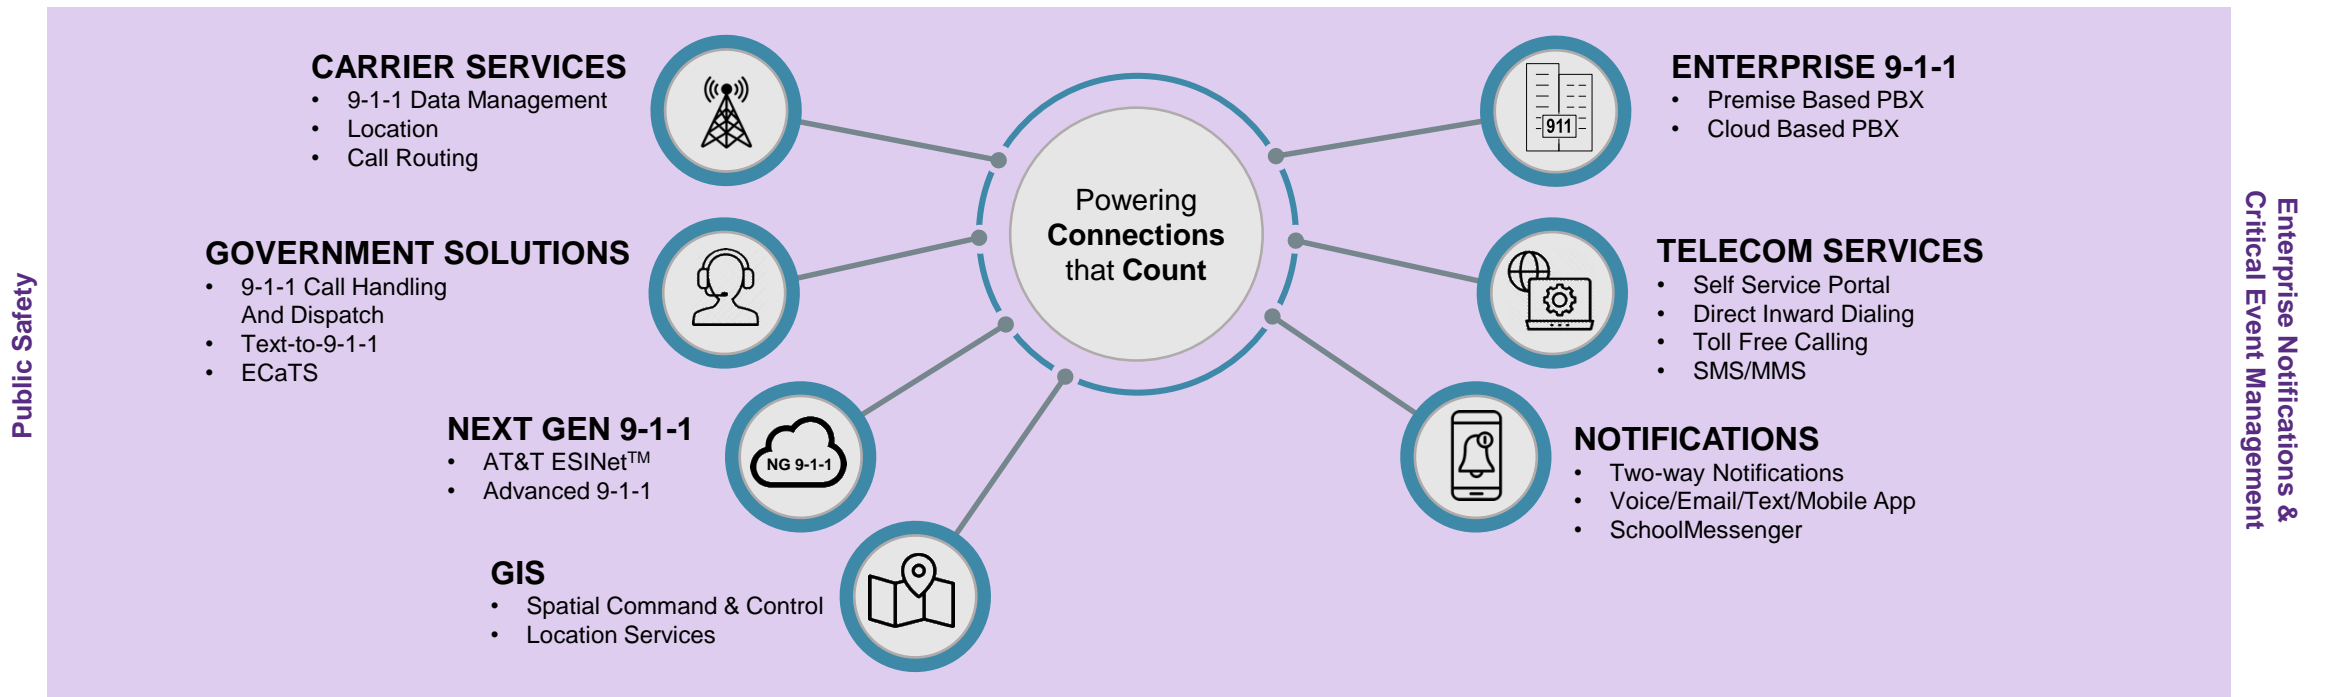 Public Safety
CARRIER SERVICES
• 9-1-1 Data Management
• Location
• Call Routing
GOVERNMENT SOLUTIONS
• 9-1-1 Call Handling
And Dispatch
• Text-to-9-1-1
• ECaTS
NEXT GEN 9-1-1
• AT&T ESINet™
• Advanced 9-1-1
NG 9-1-1
GIS
• Spatial Command & Control
• Location Services
Powering
Connections
that Count
911
ENTERPRISE 9-1-1
• Premise Based PBX
• Cloud Based PBX
TELECOM SERVICES
• Self Service Portal
• Direct Inward Dialing
• Toll Free Calling
• SMS/MMS
NOTIFICATIONS
• Two-way Notifications
• Voice/Email/Text/Mobile App
• SchoolMessenger
Enterprise Notifications &
Critical Event Management